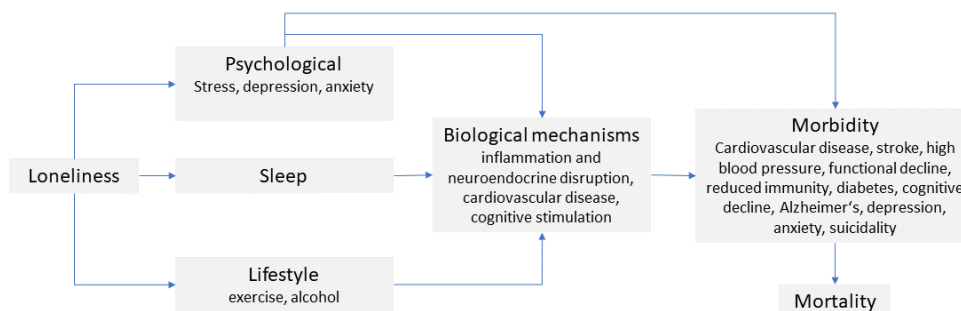 Psychological
Stress, depression, anxiety
Loneliness
Sleep
Lifestyle
exercise, alcohol
Biological mechanisms
inflammation and
neuroendocrine disruption,
cardiovascular disease,
cognitive stimulation
Morbidity
Cardiovascular disease, stroke, high
blood pressure, functional decline,
reduced immunity, diabetes, cognitive
decline, Alzheimer‘s, depression,
anxiety, suicidality
Mortality